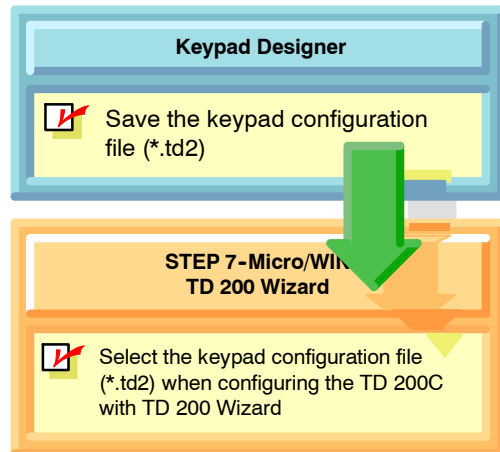 Keypad Designer
Save the keypad configuration
file (*.td2)
STEP 7-Micro/WIN
TD 200 Wizard
Select the keypad configuration file
(*.td2) when configuring the TD 200C
with TD 200 Wizard